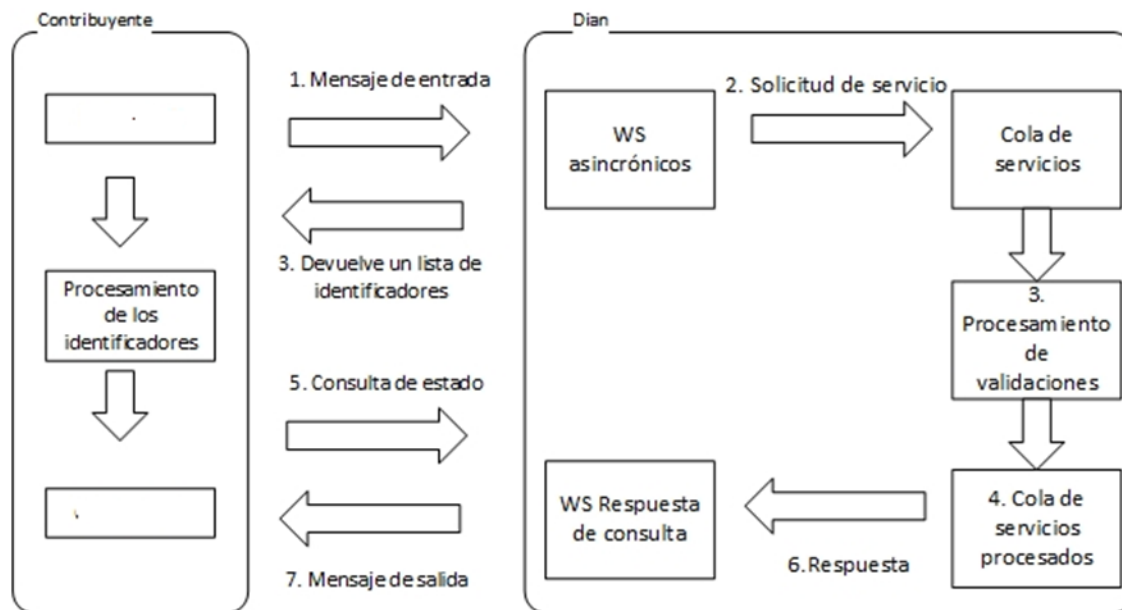 Contribuyente
Dian
1. Mensaje de entrada
2. Solicitud de servicio
WS
asincrónicos
Cola de
servicios
3. Devuelve un lista de
identificadores
Procesamiento
de los
identificadores
3.
Procesamiento
de
validaciones
5. Consulta de estado
WS Respuesta
de consulta
4. Cola de
servicios
procesados
6.Respuesta
7. Mensaje de salida